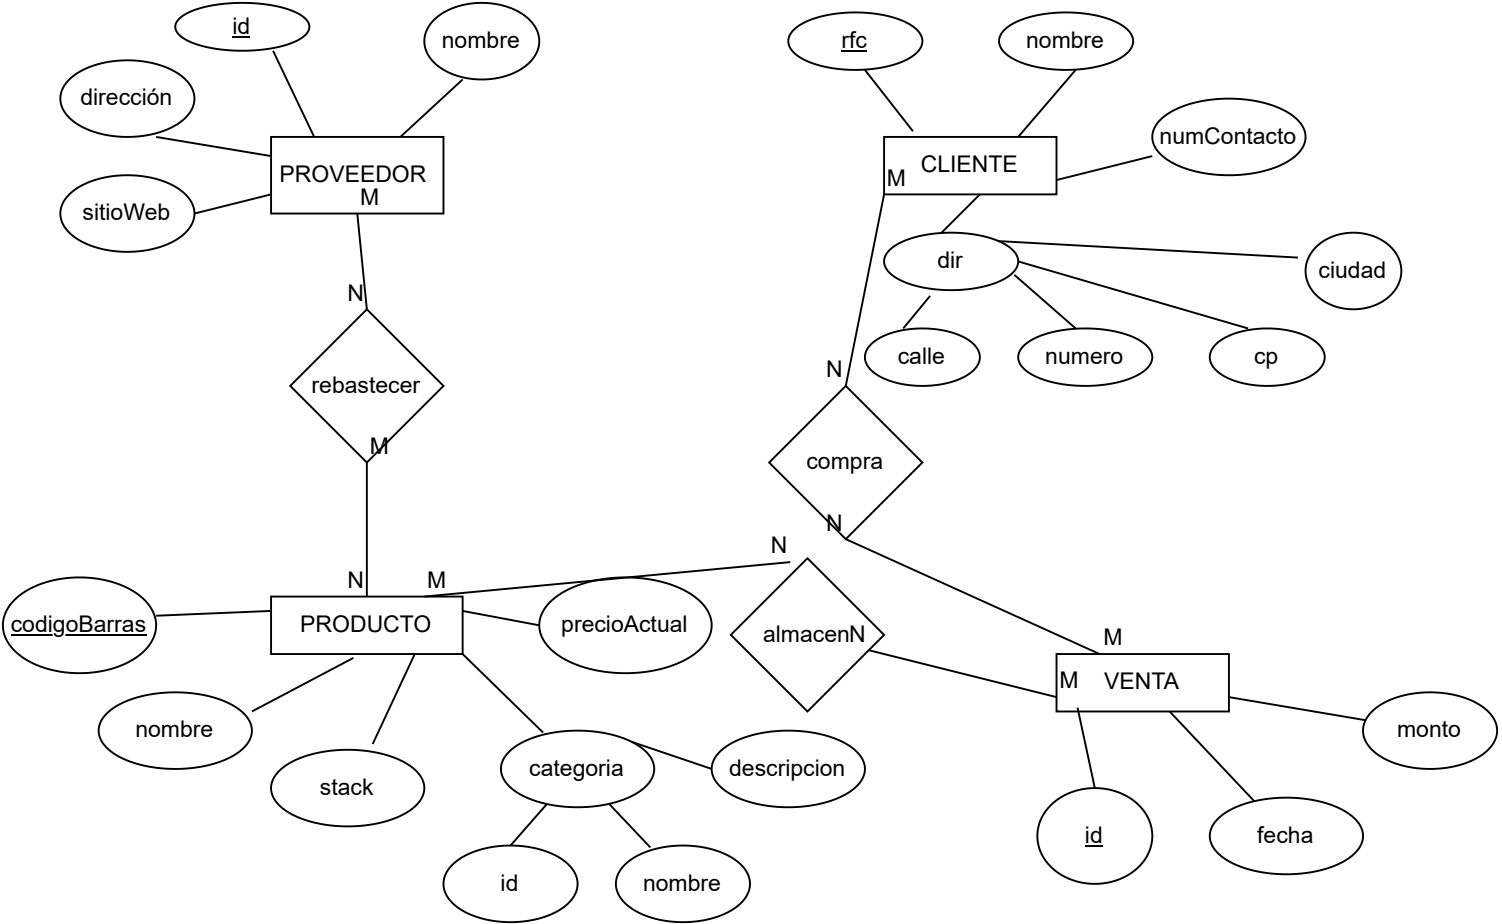 id
nombre
rfc
nombre
dirección
numContacto
PROVEEDOR
M
CLIENTE
M
sitioWeb
dir
ciudad
N
calle
numero
cp
N
rebastecer
M
compra
N
N
N
M
codigoBarras
PRODUCTO
precioActual
almacenN
M
M
VENTA
nombre
monto
stack
categoria
descripcion
id
fecha
id
nombre